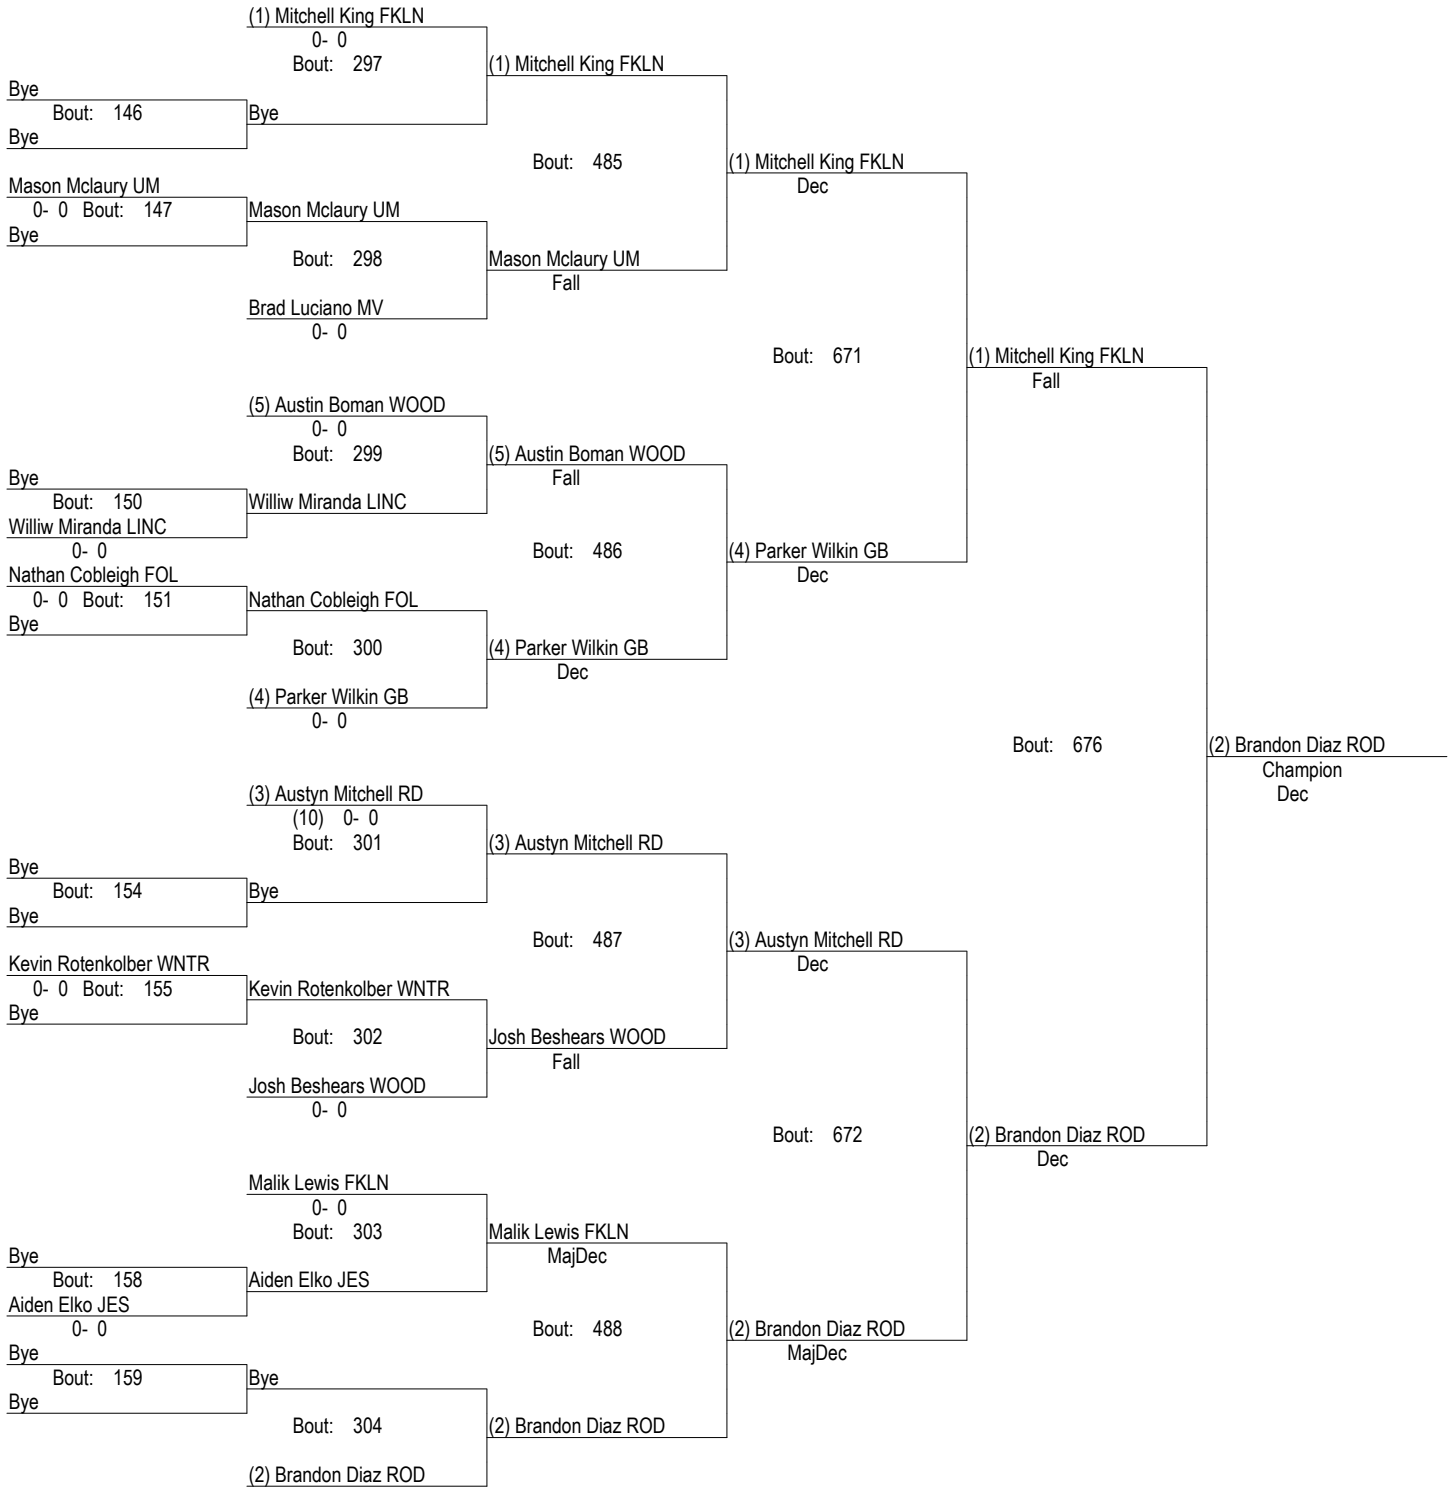 (1) Mitchell King FKLN
0- 0
Bout: 297
(1) Mitchell King FKLN
Bye
Bout: 146
Bye
Bye
Bout: 485
(1) Mitchell King FKLN
Dec
Mason Mclaury UM
0- 0 Bout: 147
Mason Mclaury UM
Bye
Bout: 298
Mason Mclaury UM
Fall
Brad Luciano MV
0- 0
Bout: 671
(1) Mitchell King FKLN
Fall
(5) Austin Boman WOOD
0- 0
Bout: 299
(5) Austin Boman WOOD
Fall
Bye
Bout: 150
Williw Miranda LINC
Williw Miranda LINC
0- 0
Bout: 486
(4) Parker Wilkin GB
Dec
Nathan Cobleigh FOL
0- 0 Bout: 151
Nathan Cobleigh FOL
Bye
Bout: 300
(4) Parker Wilkin GB
Dec
(4) Parker Wilkin GB
0- 0
Bout: 676
(2) Brandon Diaz ROD
Champion
Dec
(3) Austyn Mitchell RD
(10) 0- 0
Bout: 301
(3) Austyn Mitchell RD
Bye
Bout: 154
Bye
Bye
Bout: 487
(3) Austyn Mitchell RD
Dec
Kevin Rotenkolber WNTR
0- 0 Bout: 155
Kevin Rotenkolber WNTR
Bye
Bout: 302
Josh Beshears WOOD
Fall
Josh Beshears WOOD
0- 0
Bout: 672
(2) Brandon Diaz ROD
Dec
Malik Lewis FKLN
0- 0
Bout: 303
Malik Lewis FKLN
MajDec
Bye
Bout: 158
Aiden Elko JES
Aiden Elko JES
0- 0
Bout: 488
(2) Brandon Diaz ROD
MajDec
Bye
Bout: 159
Bye
Bye
Bout: 304
(2) Brandon Diaz ROD
(2) Brandon Diaz ROD